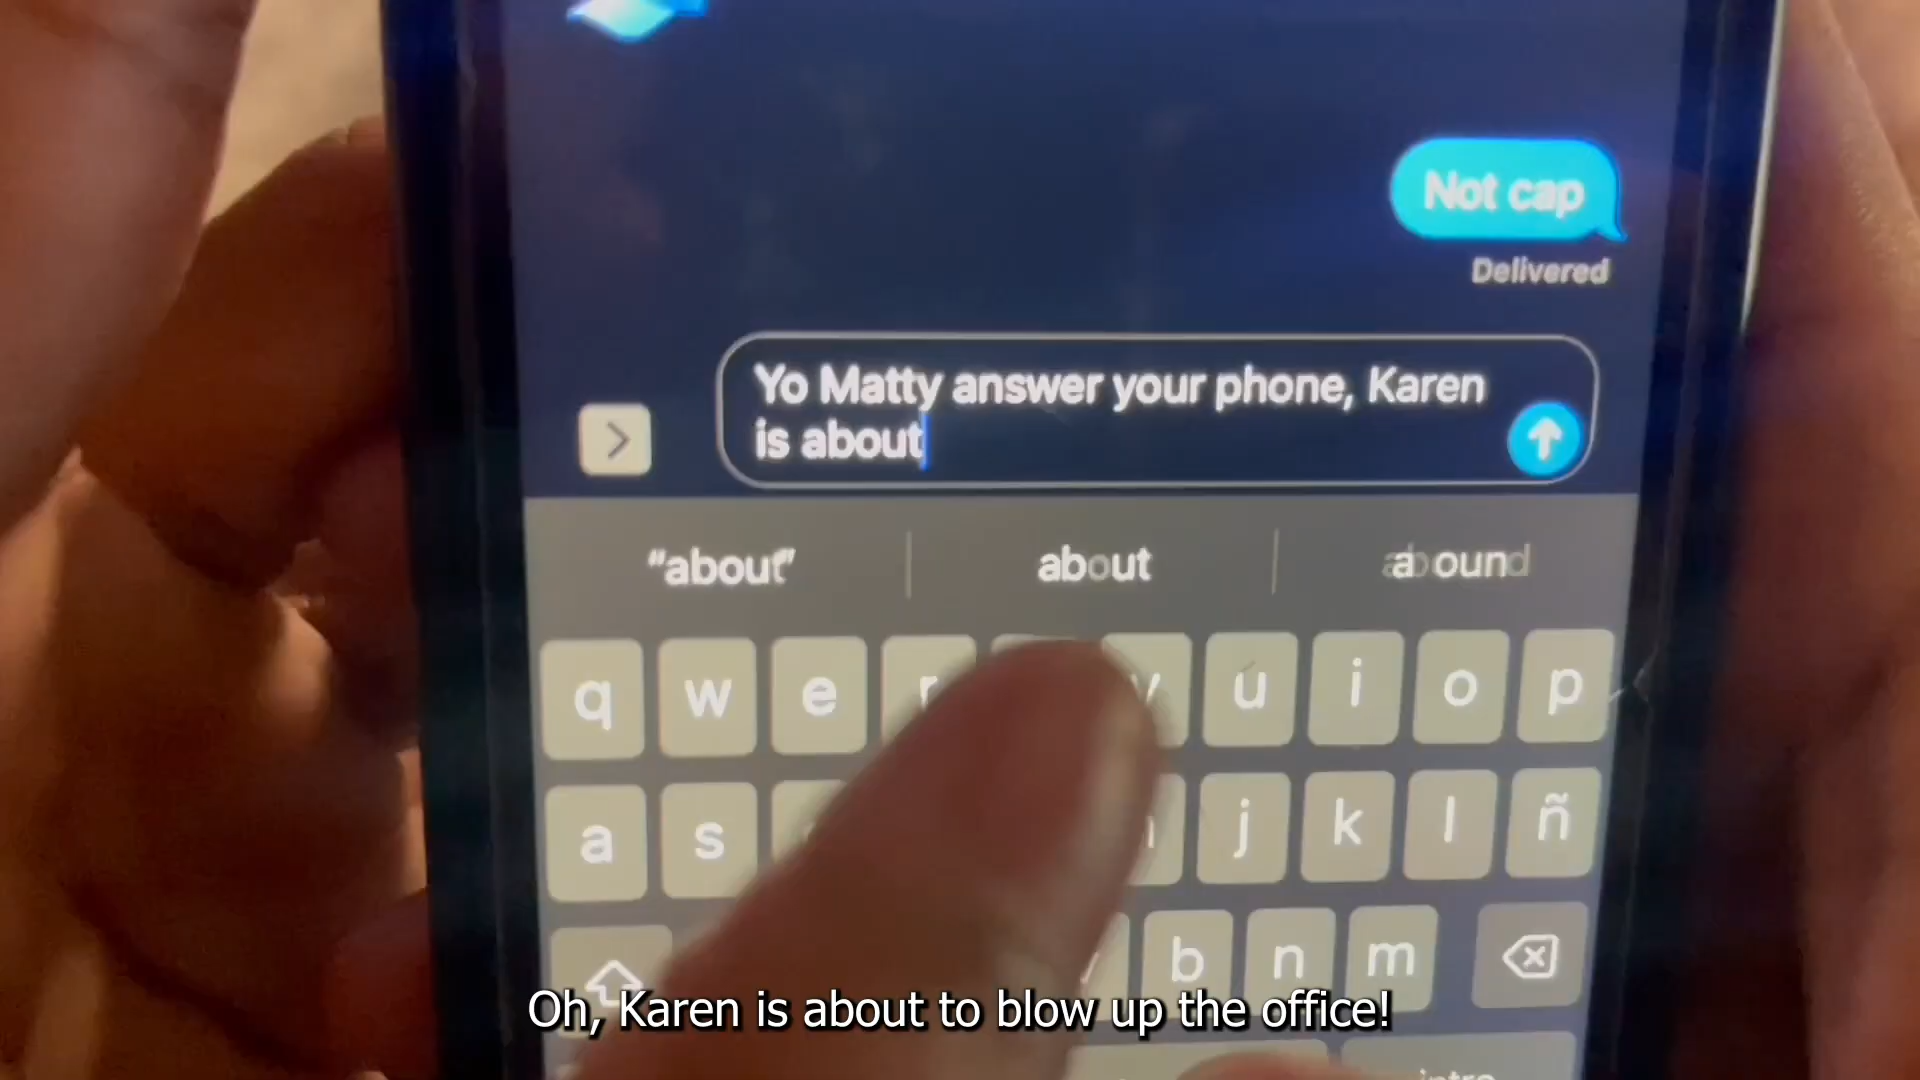 Not cap
Delivered
Yo Matty answer your phone, Karen
is about
“about” about abound
q w e r y u i o p
a s j k l ñ
b n m
Oh, Karen is about to blow up the office!
intro